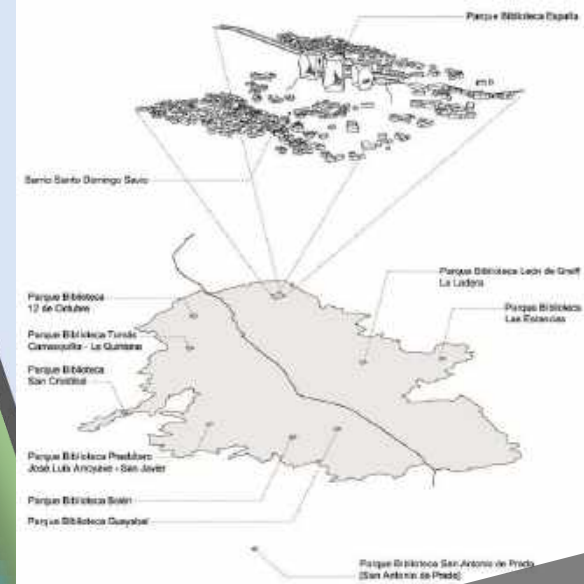 Parque Biblioteca España
Barrio Santo Domingo Savio
Parque Biblioteca León de Greiff
La Ladera
Parque Biblioteca
12 de Octubre
Parque Biblioteca
Las Estancias
Parque Biblioteca Tomás
Carrasquilla - La Quintana
Parque Biblioteca
San Cristóbal
Parque Biblioteca Presbítero
José Luis Arroyave - San Javier
Parque Biblioteca Belén
Parque Biblioteca Guayabal
Parque Biblioteca San Antonio de Prado
(San Antonio de Prado)